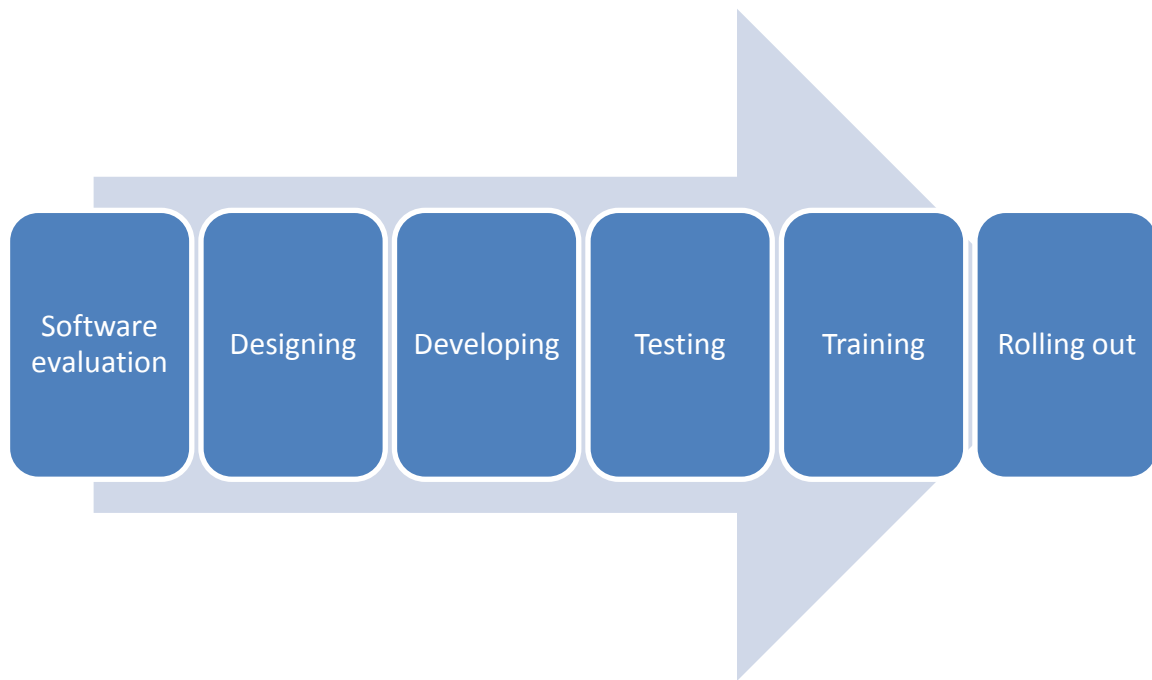 Software
evaluation
Designing
Developing
Testing
Training
Rolling out